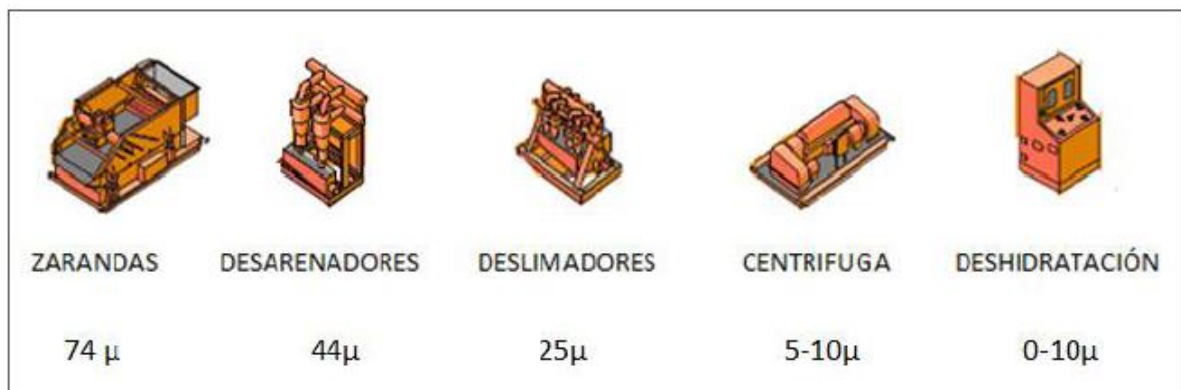 ZARANDAS DESARENADORES DESLIMADORES CENTRIFUGA DESHIDRATACIÓN
74 μ 44μ 25μ 5-10μ 0-10μ